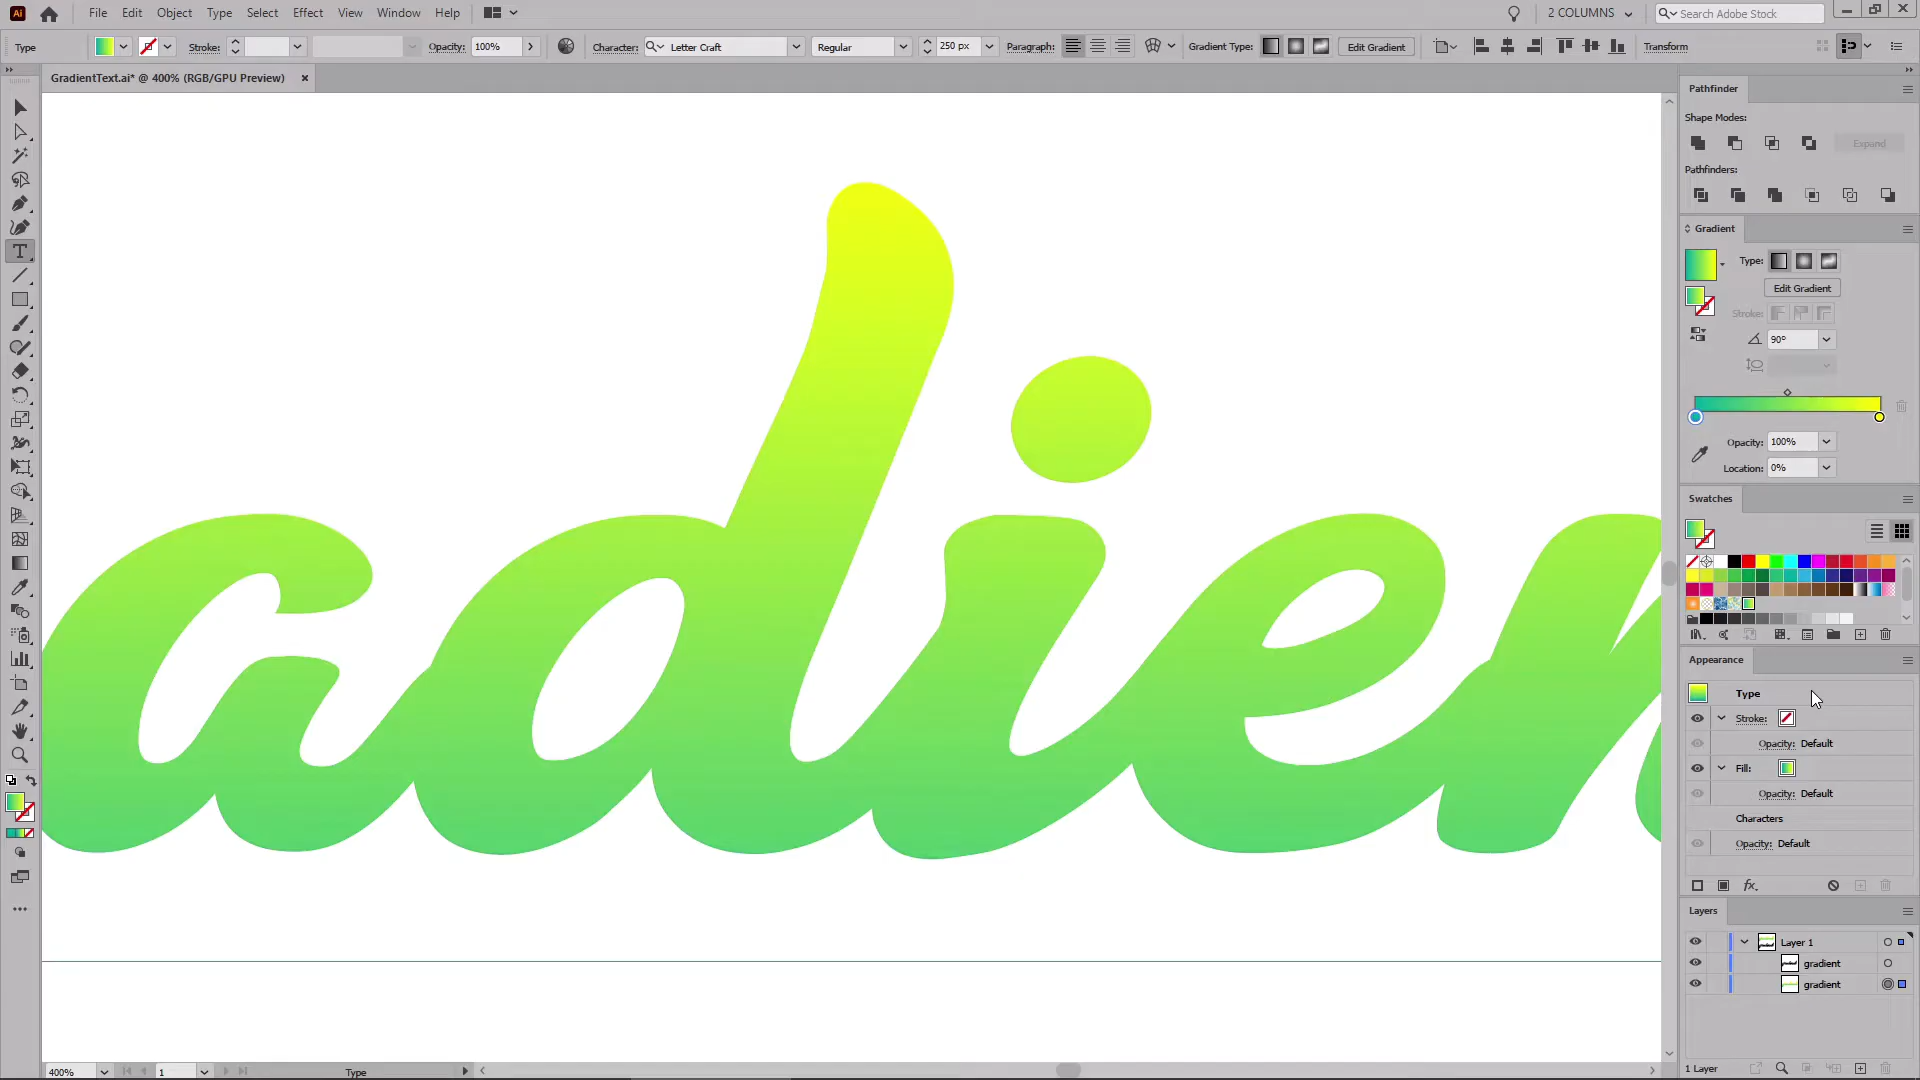 Ai File Edit Object Type Select Effect View Window Help 2 COLUMNS Search Adobe Stock
Type Stroke: Opacity: 100% Character: Letter Craft Regular 250 px Paragraph: Gradient Type: Edit Gradient Transform
GradientText.ai* @ 400% (RGB/GPU Preview)
adien
Pathfinder
Shape Modes:
Expand
Pathfinders:
Gradient
Type:
Edit Gradient
Stroke:
90°
Opacity: 100%
Location: 0%
Swatches
Appearance
Type
Stroke:
Opacity: Default
Fill:
Opacity: Default
Characters
Opacity: Default
fx
Layers
Layer 1
gradient
gradient
400% 1 Type 1 Layer